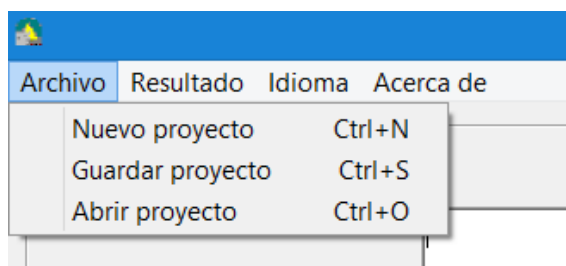 Archivo Resultado Idioma Acerca de
Nuevo proyecto Ctrl+N
Guardar proyecto Ctrl+S
Abrir proyecto Ctrl+O